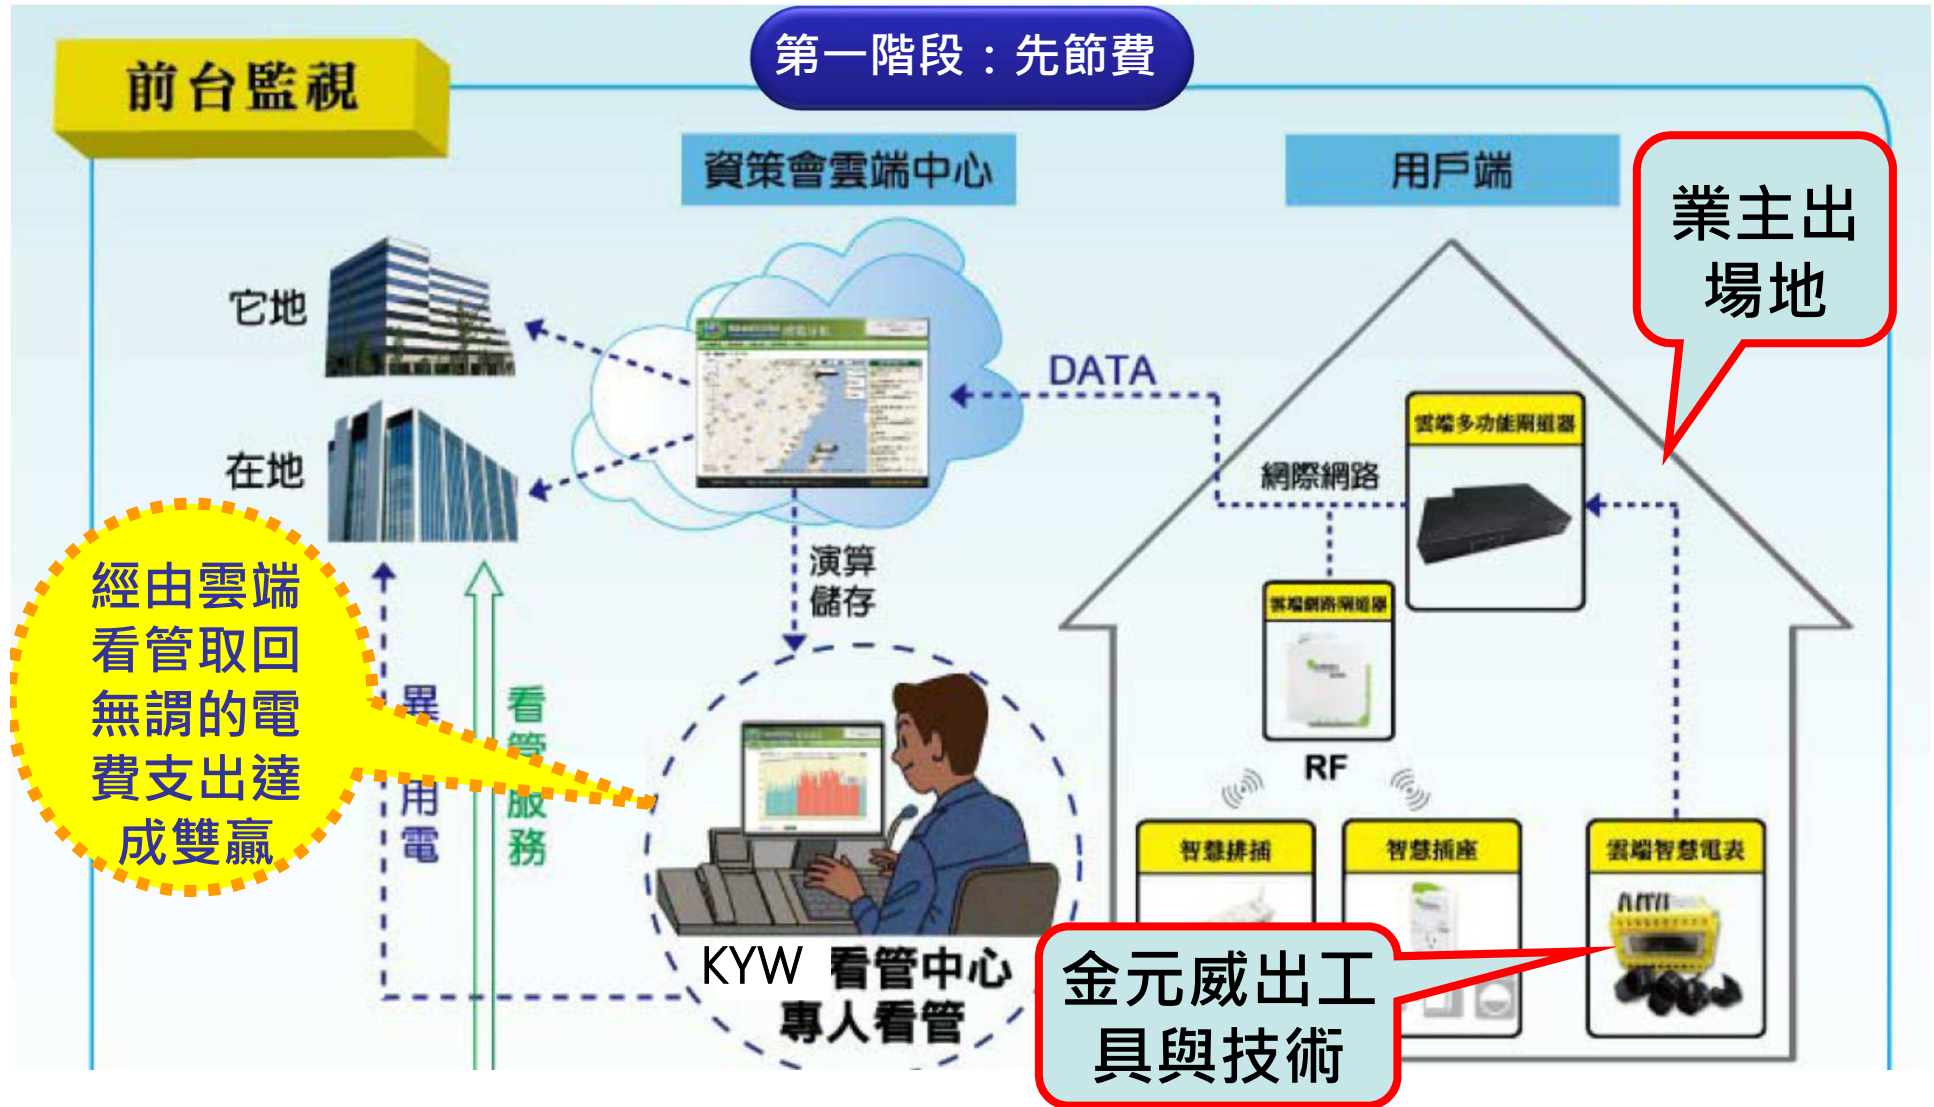 第一階段：先節費
前台監視
資策會雲端中心
用戶端
業主出
場地
它地
在地
DATA
網際網路
雲端多功能閘道器
雲端網路閘道器
RF
演算
儲存
經由雲端
看管取回
無謂的電
費支出達
成雙贏
異
用電
看管服務
智慧排插
智慧插座
雲端智慧電表
KYW 看管中心
專人看管
金元威出工
具與技術